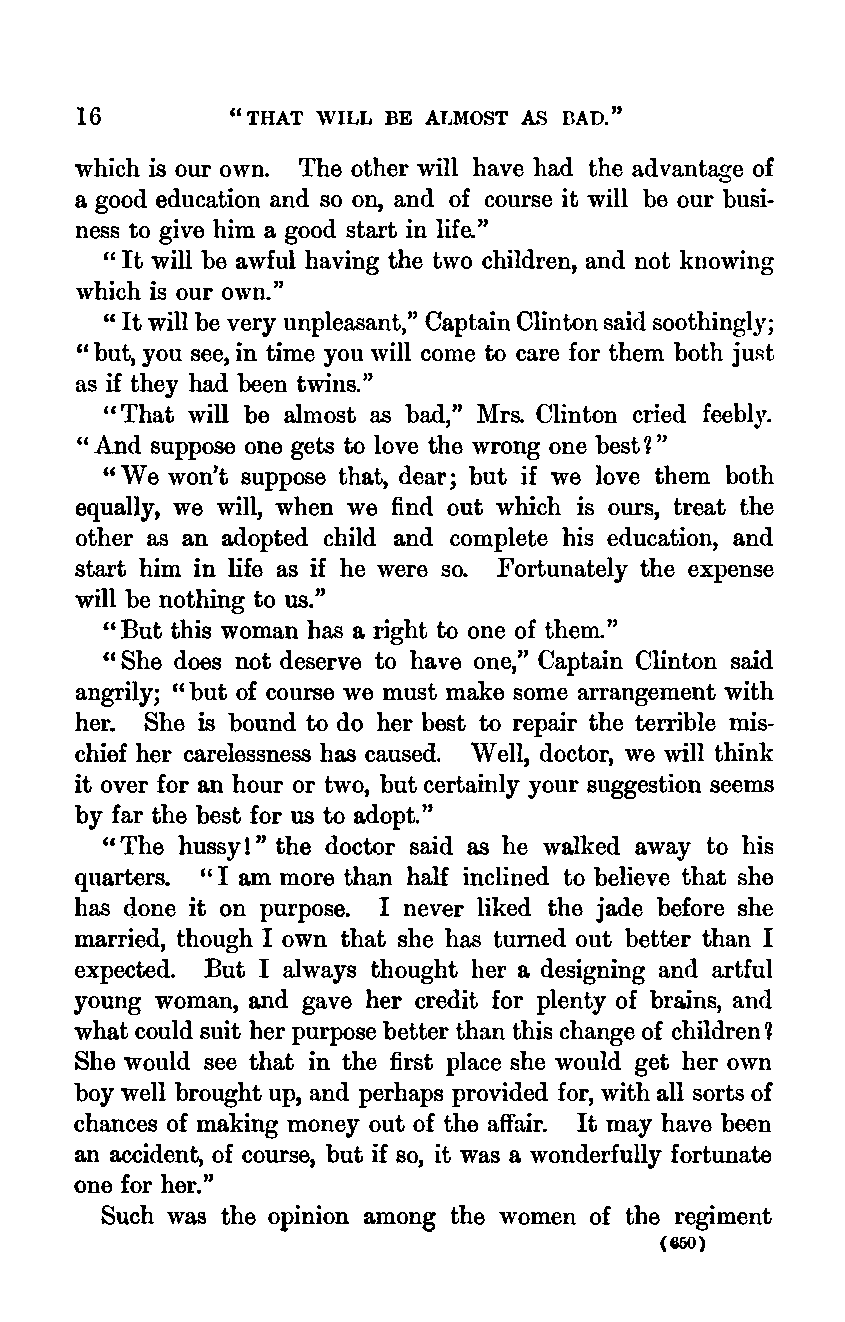 16 “THAT WILL BE ALMOST AS BAD.”
which is our own. The other will have had the advantage of
a good education and so on, and of course it will be our busi-
ness to give him a good start in life.”
“It will be awful having the two children, and not knowing
which is our own.”
“It will be very unpleasant,” Captain Clinton said soothingly;
“but, you see, in time you will come to care for them both just
as if they had been twins.”
“That will be almost as bad,” Mrs. Clinton cried feebly.
“And suppose one gets to love the wrong one best?”
“We won’t suppose that, dear; but if we love them both
equally, we will, when we find out which is ours, treat the
other as an adopted child and complete his education, and
start him in life as if he were so. Fortunately the expense
will be nothing to us.”
“But this woman has a right to one of them.”
“She does not deserve to have one,” Captain Clinton said
angrily; “but of course we must make some arrangement with
her. She is bound to do her best to repair the terrible mis-
chief her carelessness has caused. Well, doctor, we will think
it over for an hour or two, but certainly your suggestion seems
by far the best for us to adopt.”
“The hussy!” the doctor said as he walked away to his
quarters. “I am more than half inclined to believe that she
has done it on purpose. I never liked the jade before she
married, though I own that she has turned out better than I
expected. But I always thought her a designing and artful
young woman, and gave her credit for plenty of brains, and
what could suit her purpose better than this change of children?
She would see that in the first place she would get her own
boy well brought up, and perhaps provided for, with all sorts of
chances of making money out of the affair. It may have been
an accident, of course, but if so, it was a wonderfully fortunate
one for her.”
Such was the opinion among the women of the regiment
(650)